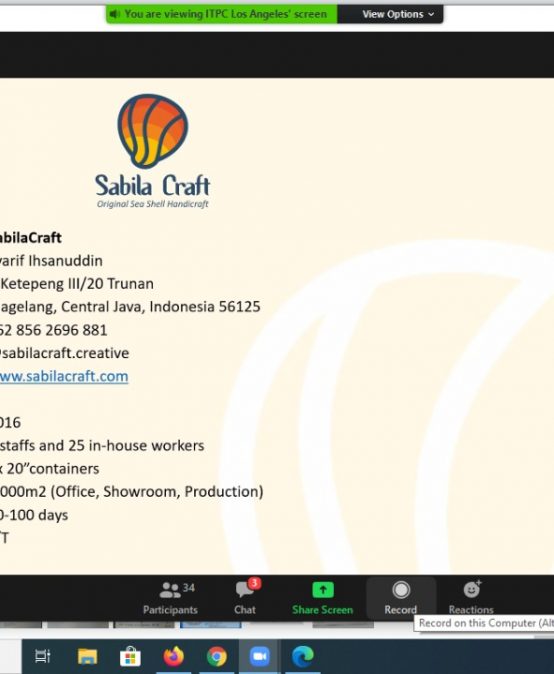 You are viewing ITPC Los Angeles' screen
View Options
Sabila Craft
Original Sea Shell Handicraft
abilaCraft
arif Ihsanuddin
Ketepeng III/20 Trunan
agelang, Central Java, Indonesia 56125
62 856 2696 881
sabilacraft.creative
ww.sabilacraft.com
016
staffs and 25 in-house workers
x 20"containers
000m2 (Office, Showroom, Production)
0-100 days
/T
34
3
Participants
Chat
Share Screen
Record
Reactions
Record on this Computer (Alt